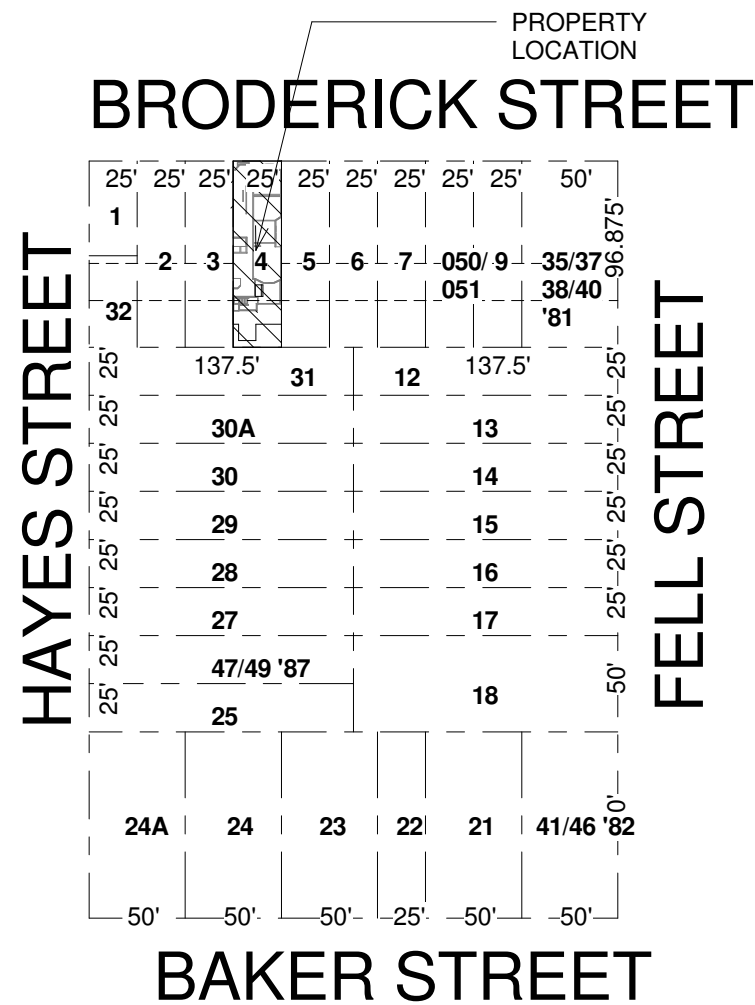 PROPERTY
LOCATION
BRODERICK STREET
25' 25' 25' 25' 25' 25' 25' 25' 25' 50'
1
2 3 4 5 6 7 050/ 9 35/37
051 38/40
'81
96.875'
32
HAYES STREET
FELL STREET
25' 137.5' 137.5' 25'
31 12
25' 30A 13 25'
25' 30 14 25'
25' 29 15 25'
25' 28 16 25'
25' 27 17 25'
25' 47/49 '87
18 50'
25' 25
0'
24A 24 23 22 21 41/46 '82
50' 50' 50' 25' 50' 50'
BAKER STREET